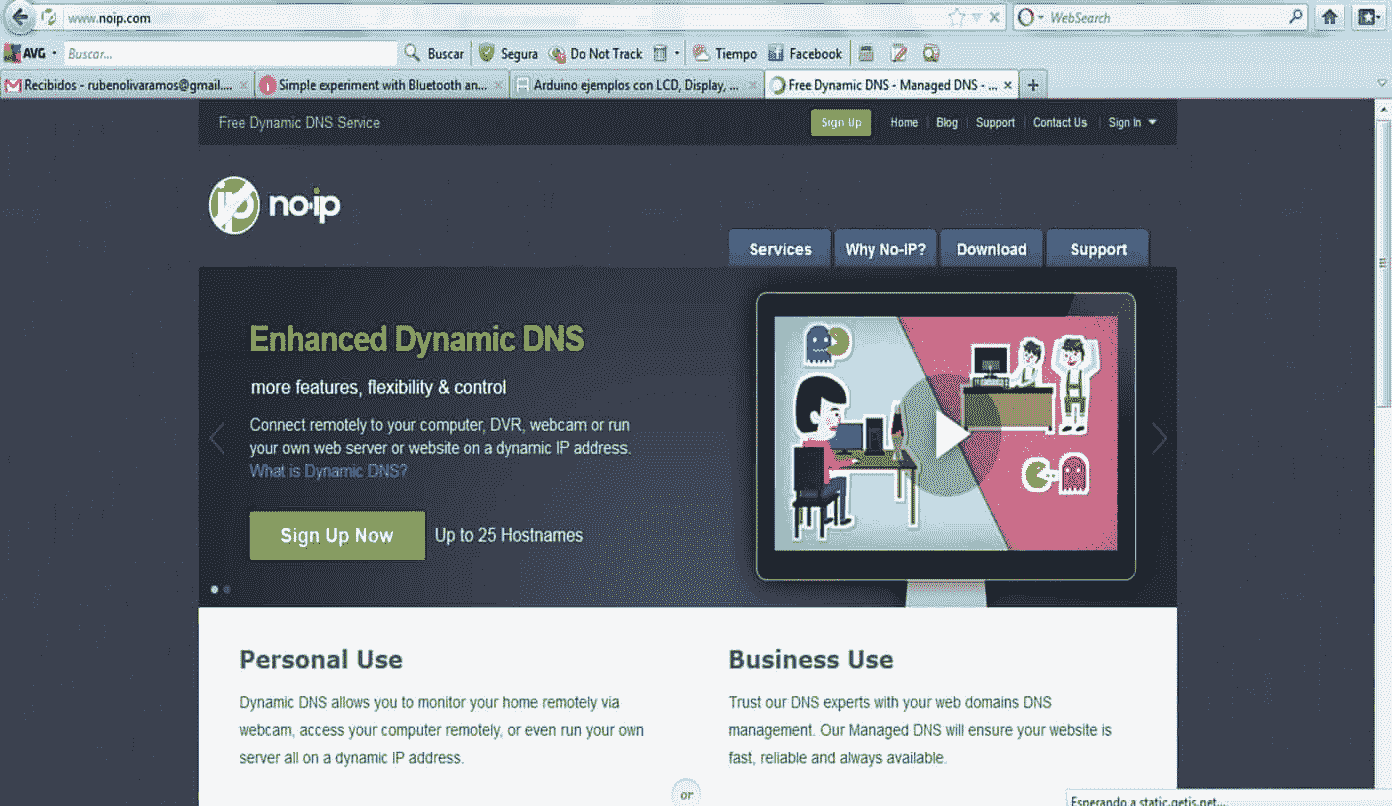 www.noip.com
WebSearch
AVG
Buscar...
Buscar
Segura
Do Not Track
Tiempo
Facebook
Recibidos - rubenolivaramos@gmail....
Simple experiment with Bluetooth an...
Arduino ejemplos con LCD, Display, ...
Free Dynamic DNS - Managed DNS - ...
Free Dynamic DNS Service
Sign Up
Home
Blog
Support
Contact Us
Sign In
no-ip
Services
Why No-IP?
Download
Support
Enhanced Dynamic DNS
more features, flexibility & control
Connect remotely to your computer, DVR, webcam or run
your own web server or website on a dynamic IP address.
What is Dynamic DNS?
Sign Up Now
Up to 25 Hostnames
Personal Use
Dynamic DNS allows you to monitor your home remotely via
webcam, access your computer remotely, or even run your own
server all on a dynamic IP address.
Business Use
Trust our DNS experts with your web domains DNS
management. Our Managed DNS will ensure your website is
fast, reliable and always available.
or
Esperando a static.getis.net...